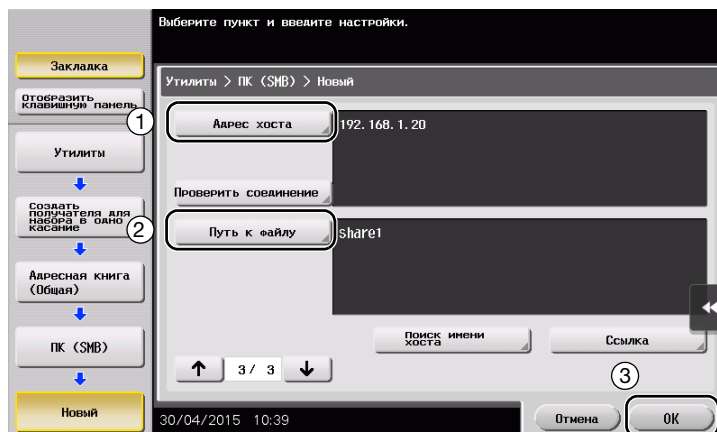 Выберите пункт и введите настройки.
Закладка
Отобразить
клавишную панель
Утилиты
Создать
получателя для
набора в одно
касание
Адресная книга
(Общая)
ПК (SMB)
Новый
Утилиты > ПК (SMB) > Новый
1
Адрес хоста
192.168.1.20
Проверить соединение
2
Путь к файлу
share1
Поиск имени
хоста
Ссылка
3/ 3
3
30/04/2015 10:39
Отмена
OK